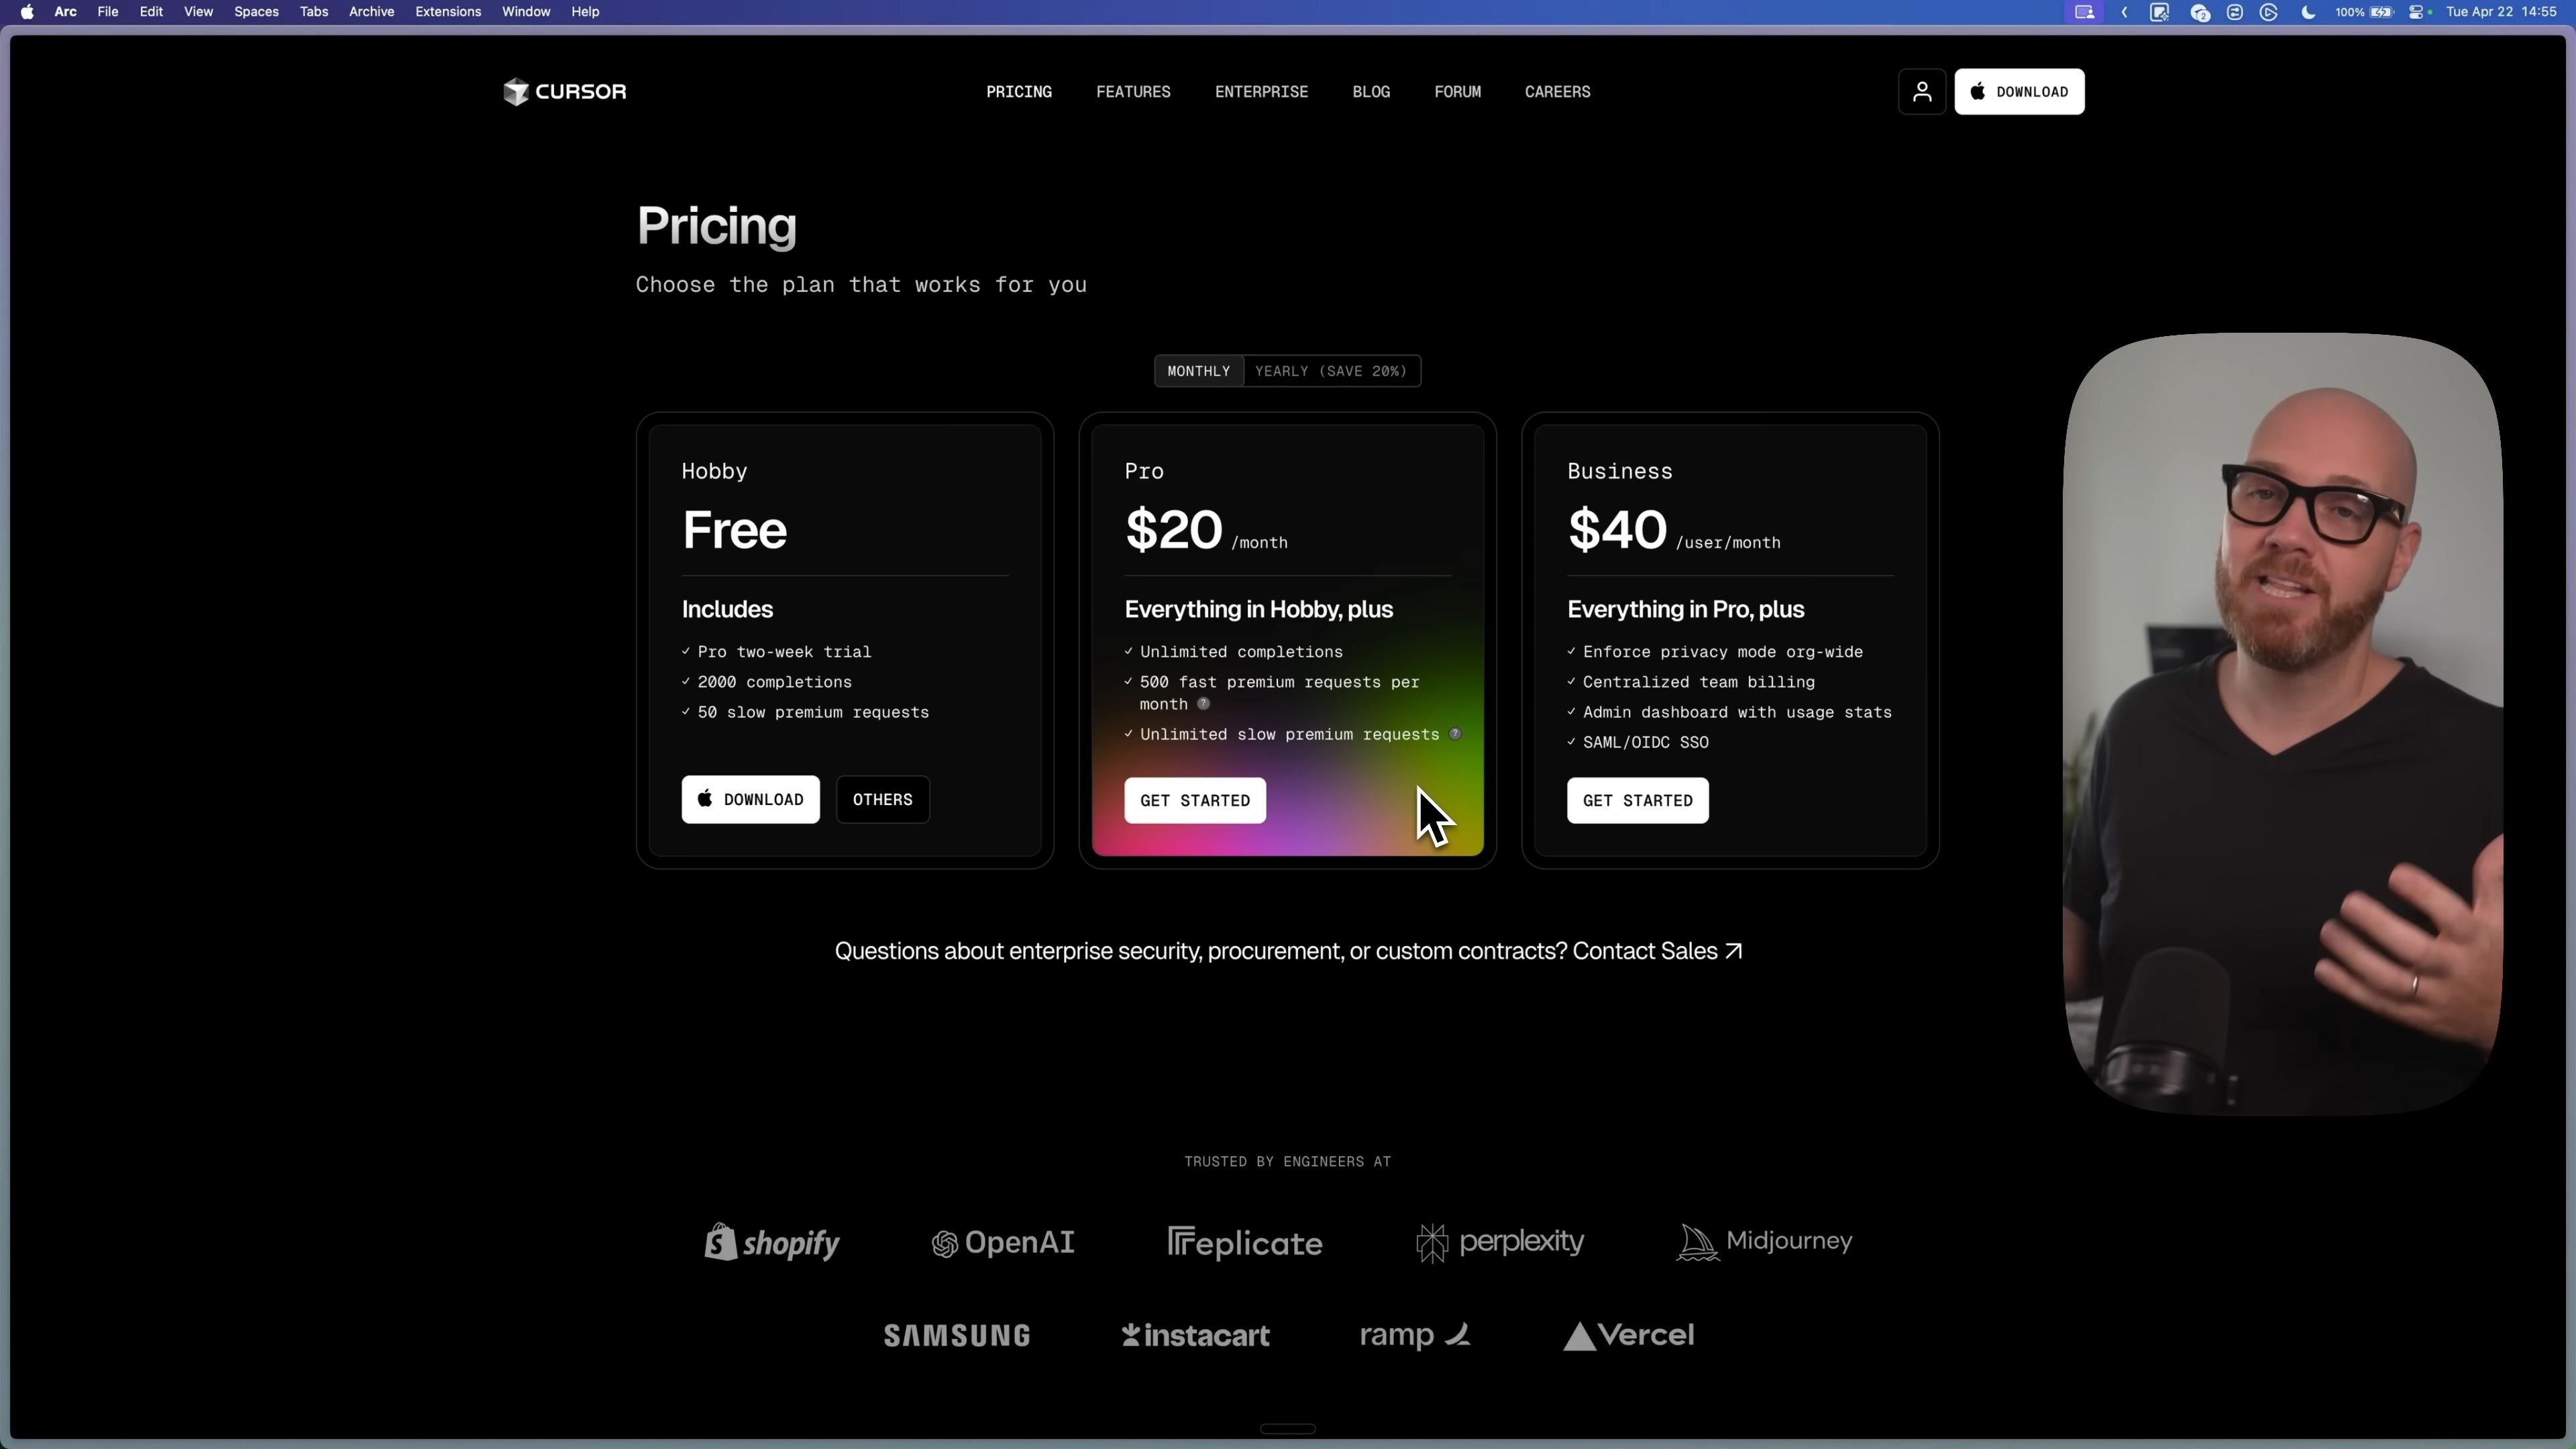 Arc File Edit View Spaces Tabs Archive Extensions Window Help
100% Tue Apr 22 14:55
CURSOR
PRICING FEATURES ENTERPRISE BLOG FORUM CAREERS
DOWNLOAD
Pricing
Choose the plan that works for you
MONTHLY YEARLY (SAVE 20%)
Hobby
Free
Includes
✓ Pro two-week trial
✓ 2000 completions
✓ 50 slow premium requests
DOWNLOAD OTHERS
Pro
$20 /month
Everything in Hobby, plus
✓ Unlimited completions
✓ 500 fast premium requests per
month ?
✓ Unlimited slow premium requests ?
GET STARTED
Business
$40 /user/month
Everything in Pro, plus
✓ Enforce privacy mode org-wide
✓ Centralized team billing
✓ Admin dashboard with usage stats
✓ SAML/OIDC SSO
GET STARTED
Questions about enterprise security, procurement, or custom contracts? Contact Sales ↗
TRUSTED BY ENGINEERS AT
shopify OpenAI Replicate perplexity Midjourney
SAMSUNG instacart ramp Vercel